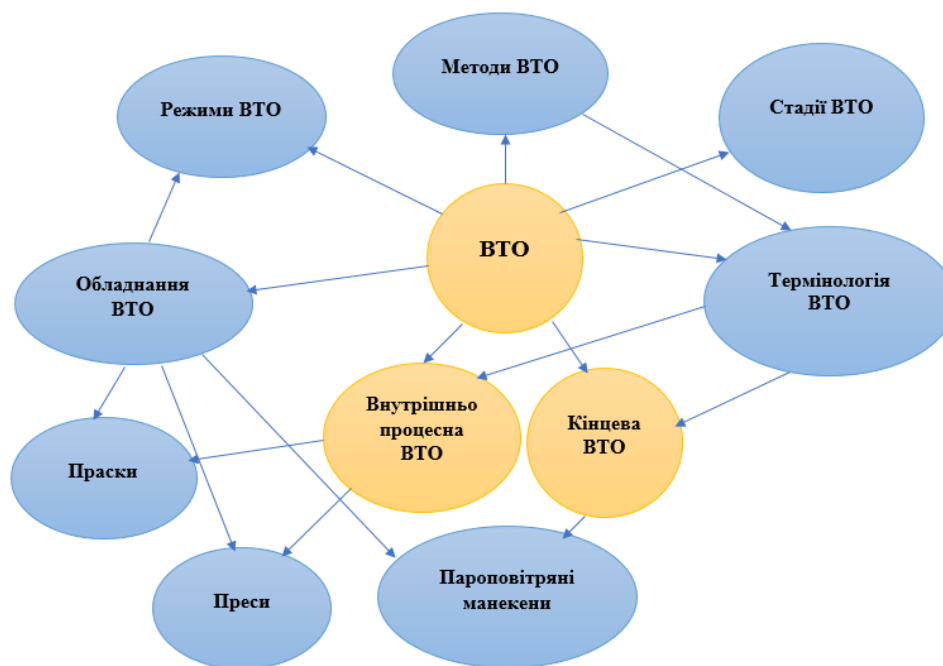 Методи ВТО
Режими ВТО
Стадії ВТО
ВТО
Обладнання
ВТО
Термінологія
ВТО
Внутрішньо
процесна
ВТО
Кінцева
ВТО
Праски
Преси
Пароповітряні
манекени